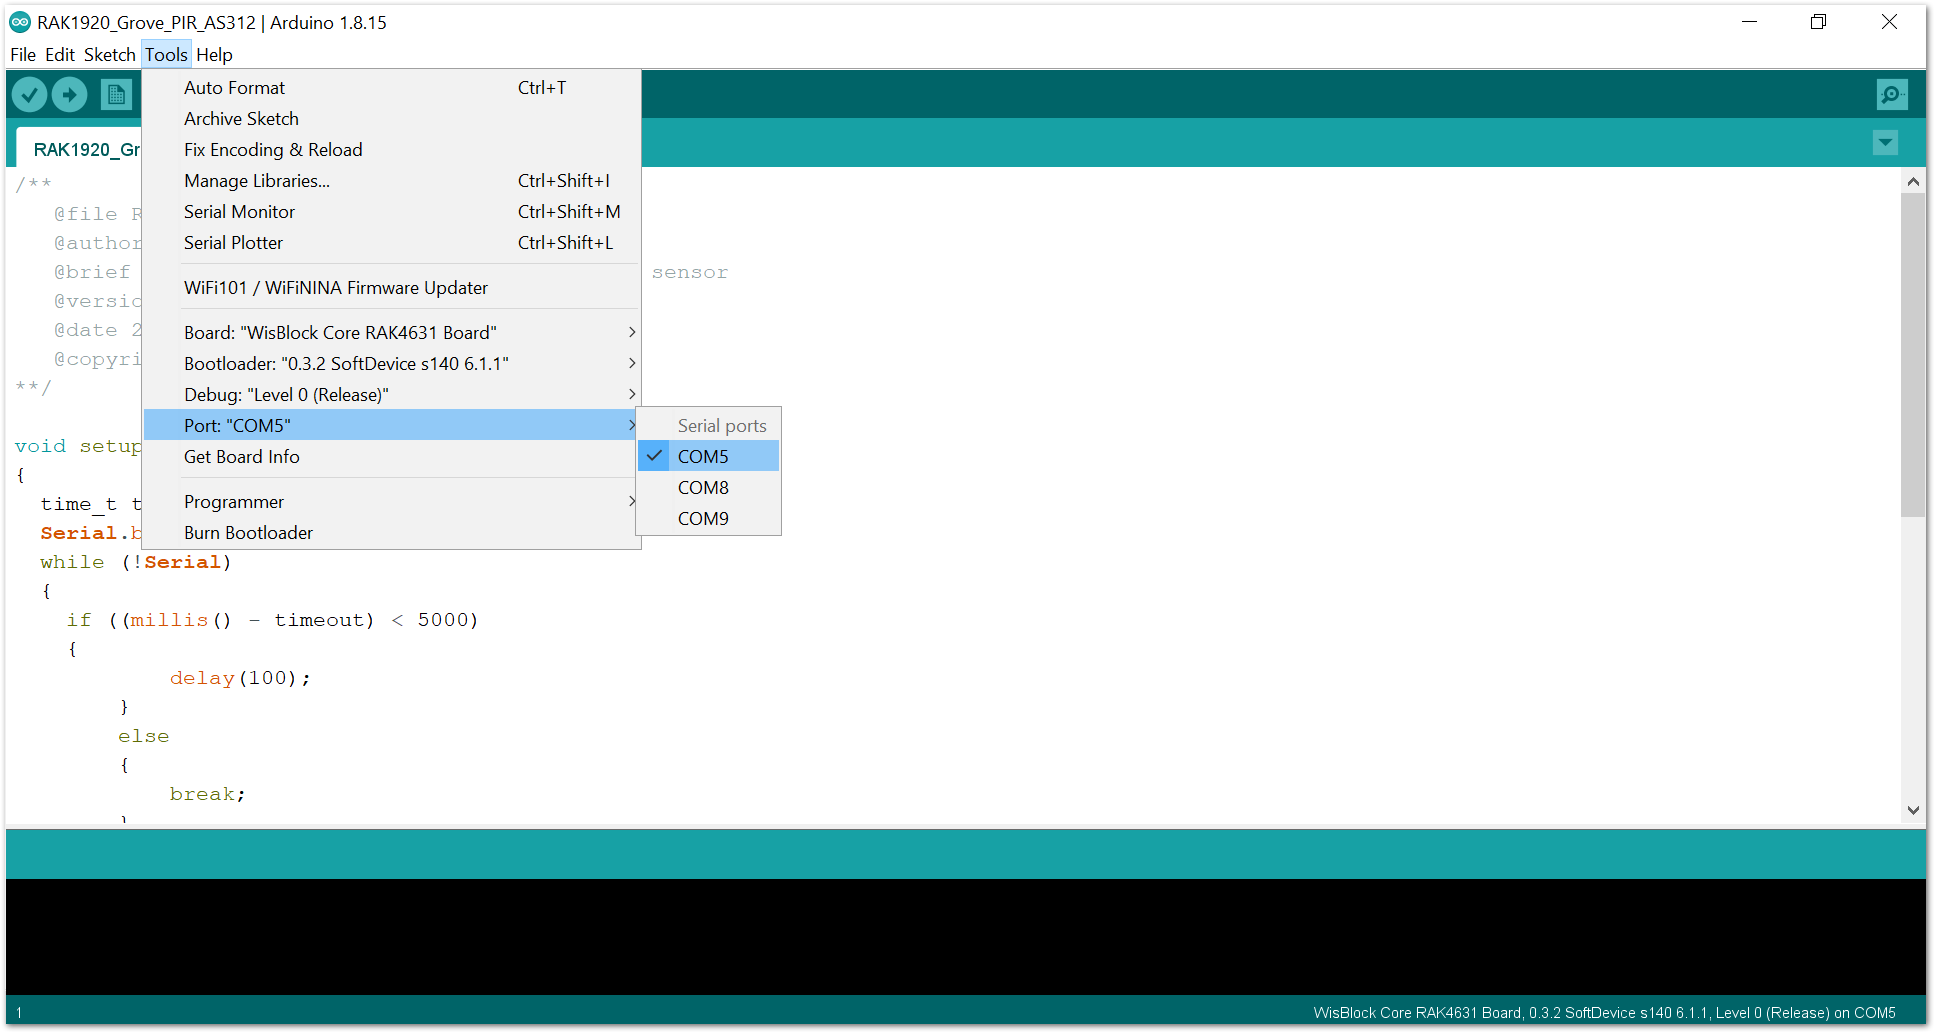 RAK1920_Grove_PIR_AS312 | Arduino 1.8.15
File Edit Sketch Tools Help
Auto Format Ctrl+T
Archive Sketch
Fix Encoding & Reload
Manage Libraries... Ctrl+Shift+I
Serial Monitor Ctrl+Shift+M
Serial Plotter Ctrl+Shift+L
WiFi101 / WiFiNINA Firmware Updater
Board: "WisBlock Core RAK4631 Board"
Bootloader: "0.3.2 SoftDevice s140 6.1.1"
Debug: "Level 0 (Release)"
Port: "COM5"
Get Board Info
Programmer
Burn Bootloader
Serial ports
COM5
COM8
COM9
RAK1920_Gr
/**
@file R
@author
@brief sensor
@versio
@date 2
@copyri
**/
void setup
{
time_t t
Serial.b
while (!Serial)
{
if ((millis() - timeout) < 5000)
{
delay(100);
}
else
{
break;
}
1
WisBlock Core RAK4631 Board, 0.3.2 SoftDevice s140 6.1.1, Level 0 (Release) on COM5